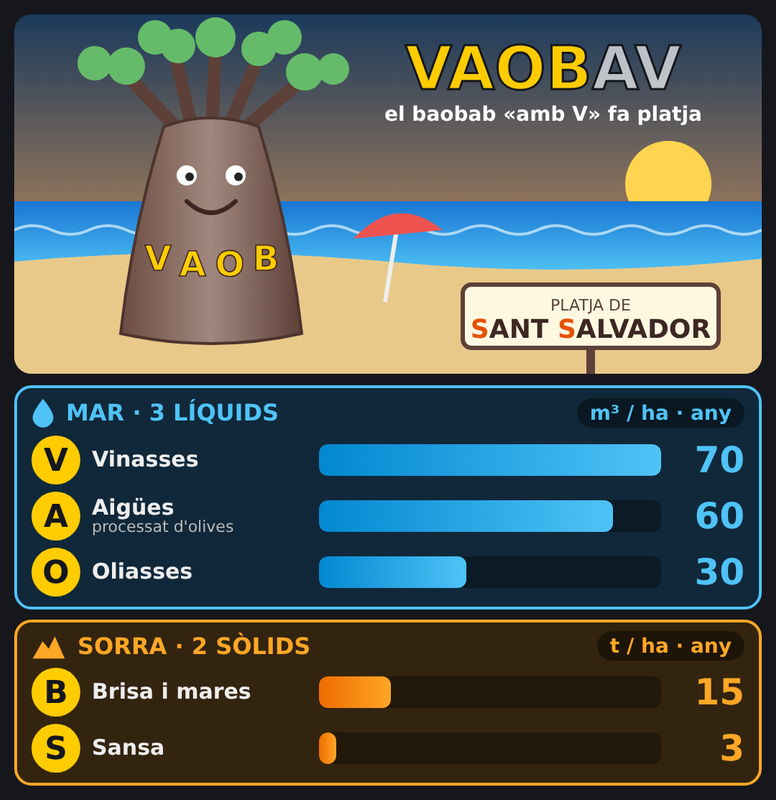 VAOBAV
el baobab «amb V» fa platja
V A O B
PLATJA DE
SANT SALVADOR
MAR · 3 LÍQUIDS
m³ / ha · any
V
Vinasses
70
A
Aigües
processat d'olives
60
O
Oliasses
30
SORRA · 2 SÒLIDS
t / ha · any
B
Brisa i mares
15
S
Sansa
3